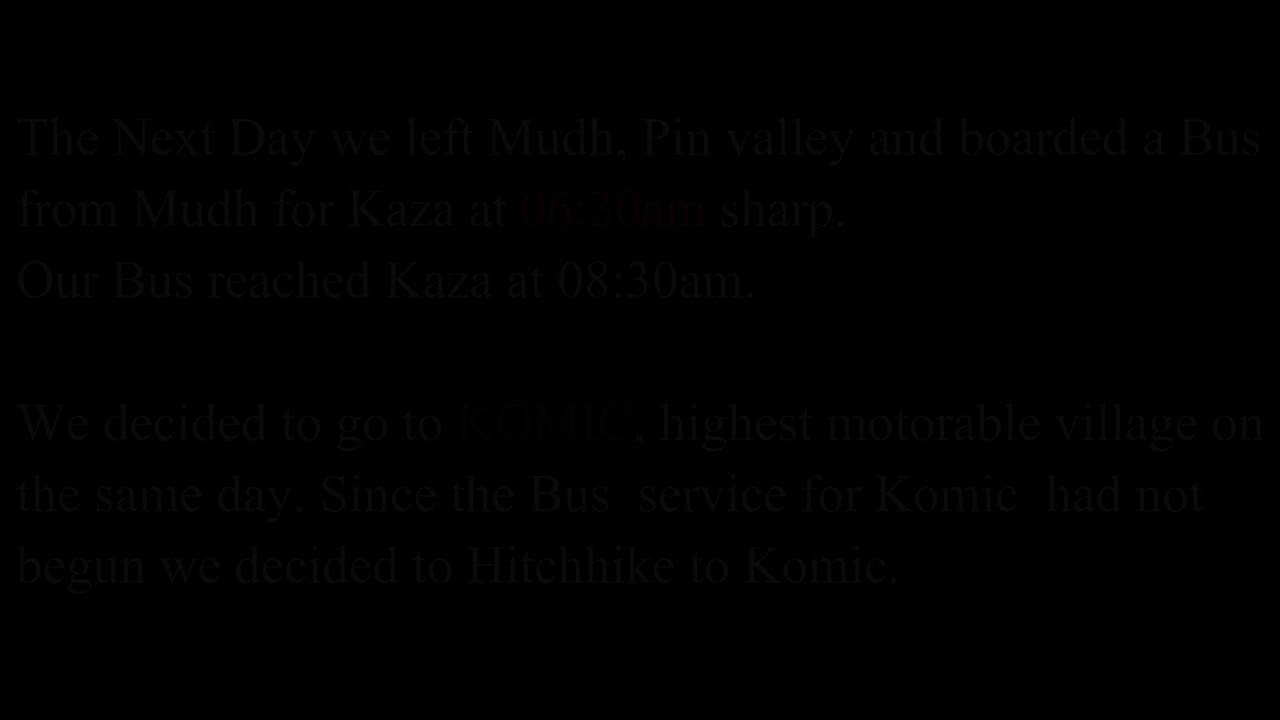 The Next Day we left Mudh, Pin valley and boarded a Bus
from Mudh for Kaza at 06:30am sharp.
Our Bus reached Kaza at 08:30am.
We decided to go to KOMIC, highest motorable village on
the same day. Since the Bus  service for Komic  had not
begun we decided to Hitchhike to Komic.